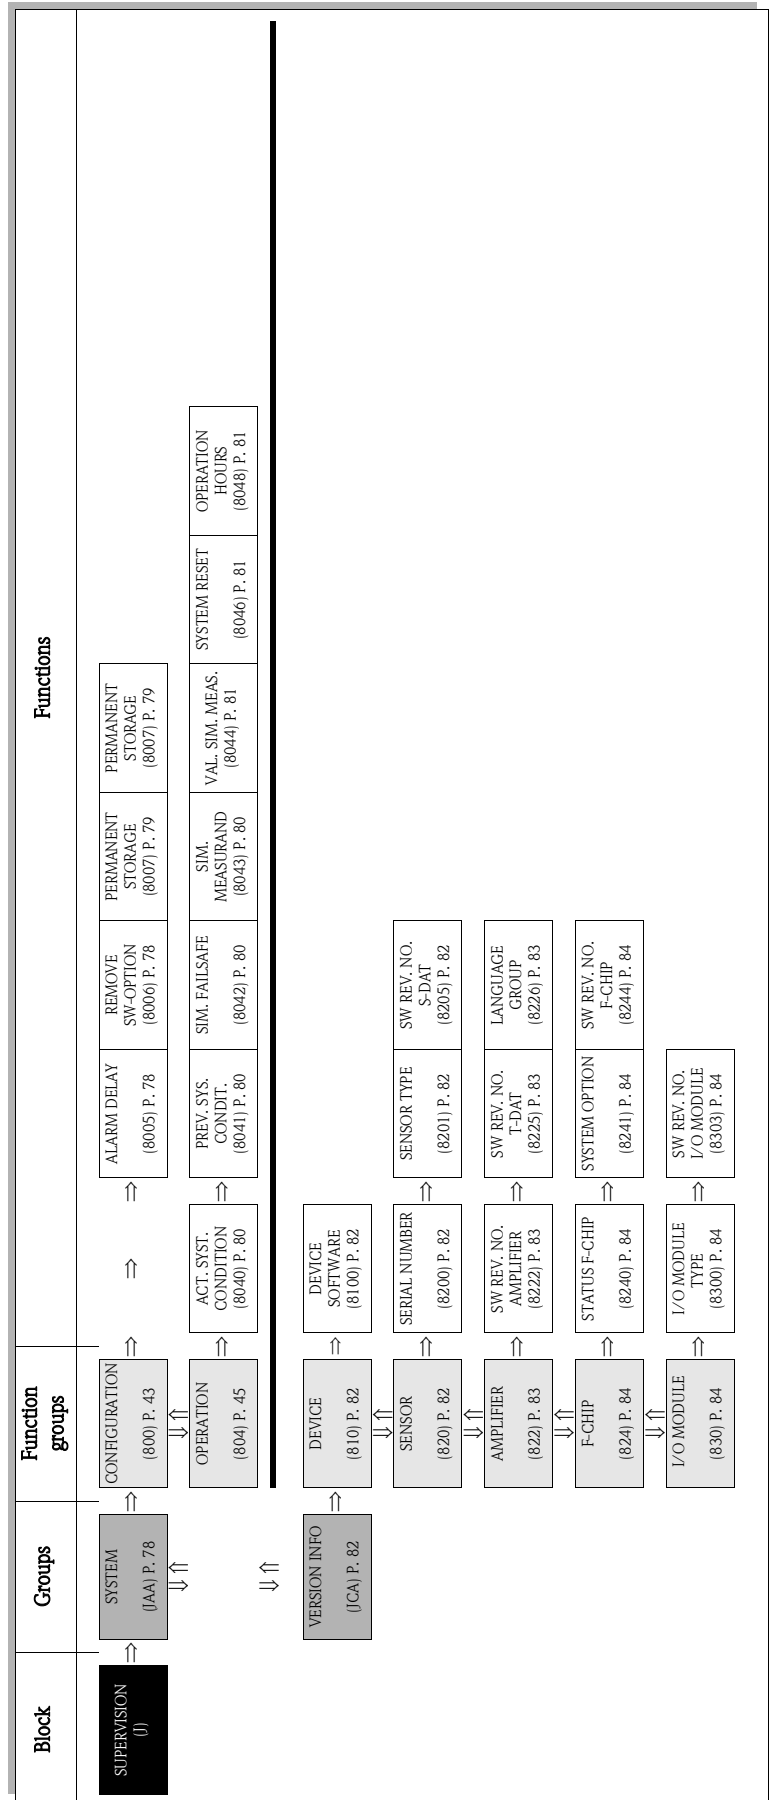 Block
Groups
Function
groups
Functions
SUPERVISION
(J)
SYSTEM
(JAA) P. 78
CONFIGURATION
(800) P. 43
ALARM DELAY
(8005) P. 78
REMOVE
SW-OPTION
(8006) P. 78
PERMANENT
STORAGE
(8007) P. 79
PERMANENT
STORAGE
(8007) P. 79
OPERATION
(804) P. 45
ACT. SYST.
CONDITION
(8040) P. 80
PREV. SYS.
CONDIT.
(8041) P. 80
SIM. FAILSAFE
(8042) P. 80
SIM.
MEASURAND
(8043) P. 80
VAL. SIM. MEAS.
(8044) P. 81
SYSTEM RESET
(8046) P. 81
OPERATION
HOURS
(8048) P. 81
VERSION INFO
(JCA) P. 82
DEVICE
(810) P. 82
DEVICE
SOFTWARE
(8100) P. 82
SENSOR
(820) P. 82
SERIAL NUMBER
(8200) P. 82
SENSOR TYPE
(8201) P. 82
SW REV. NO.
S-DAT
(8205) P. 82
AMPLIFIER
(822) P. 83
SW REV. NO.
AMPLIFIER
(8222) P. 83
SW REV. NO.
T-DAT
(8225) P. 83
LANGUAGE
GROUP
(8226) P. 83
F-CHIP
(824) P. 84
STATUS F-CHIP
(8240) P. 84
SYSTEM OPTION
(8241) P. 84
SW REV. NO.
F-CHIP
(8244) P. 84
I/O MODULE
(830) P. 84
I/O MODULE
TYPE
(8300) P. 84
SW REV. NO.
I/O MODULE
(8303) P. 84